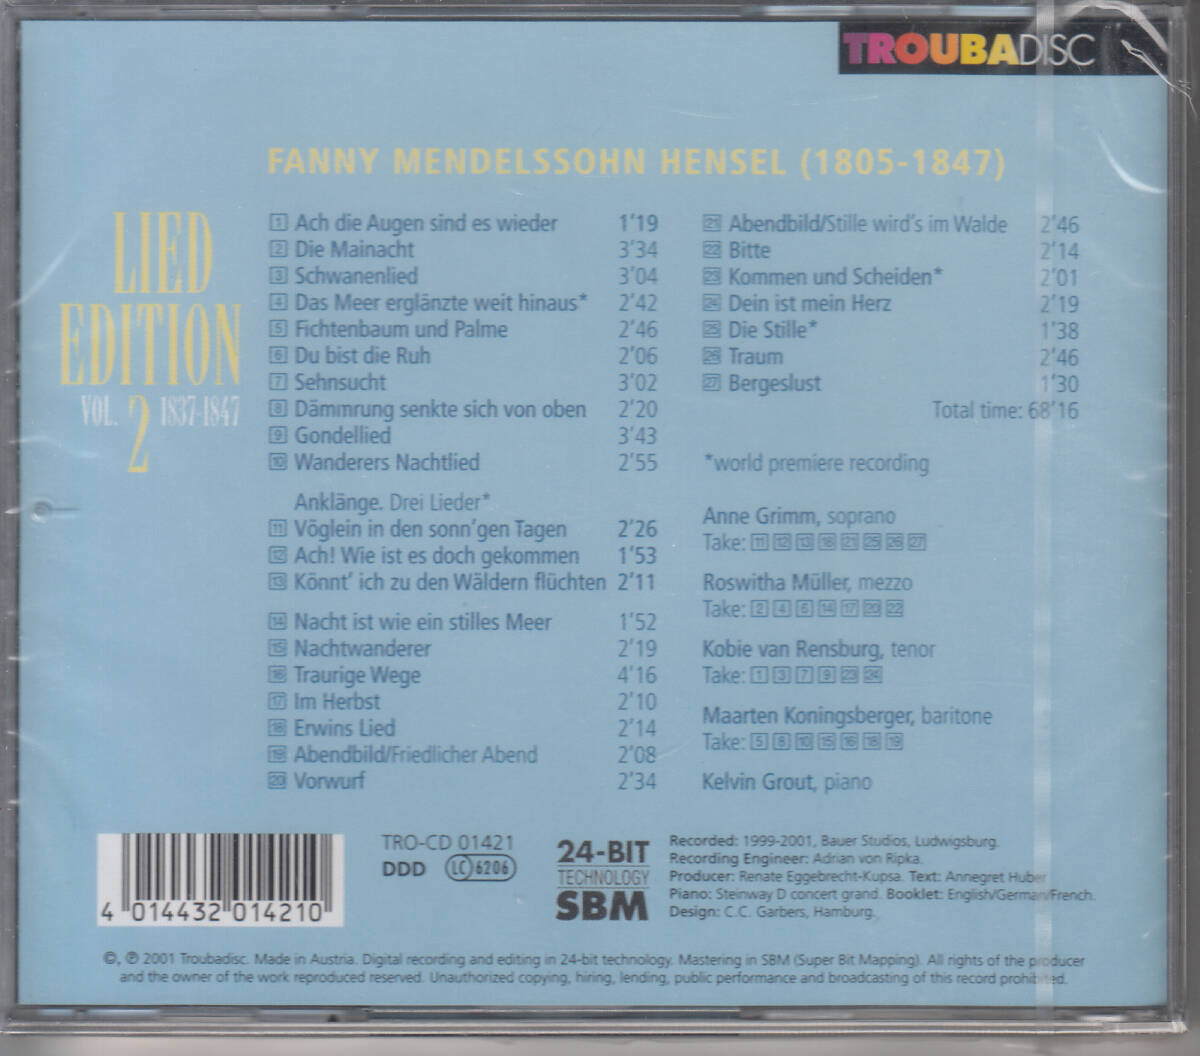 TROUBADISC
FANNY MENDELSSOHN HENSEL (1805-1847)
LIED
EDITION
VOL. 2 1837-1847
1 Ach die Augen sind es wieder 1'19
2 Die Mainacht 3'34
3 Schwanenlied 3'04
4 Das Meer erglänzte weit hinaus* 2'42
5 Fichtenbaum und Palme 2'46
6 Du bist die Ruh 2'06
7 Sehnsucht 3'02
8 Dämmrung senkte sich von oben 2'20
9 Gondellied 3'43
10 Wanderers Nachtlied 2'55
Anklänge. Drei Lieder*
11 Vöglein in den sonn'gen Tagen 2'26
12 Ach! Wie ist es doch gekommen 1'53
13 Könnt' ich zu den Wäldern flüchten 2'11
14 Nacht ist wie ein stilles Meer 1'52
15 Nachtwanderer 2'19
16 Traurige Wege 4'16
17 Im Herbst 2'10
18 Erwins Lied 2'14
19 Abendbild/Friedlicher Abend 2'08
20 Vorwurf 2'34
21 Abendbild/Stille wird's im Walde 2'46
22 Bitte 2'14
23 Kommen und Scheiden* 2'01
24 Dein ist mein Herz 2'19
25 Die Stille* 1'38
26 Traum 2'46
27 Bergeslust 1'30
Total time: 68'16
*world premiere recording
Anne Grimm, soprano
Take: 11 12 13 18 21 25 26 27
Roswitha Müller, mezzo
Take: 2 4 6 14 17 20 22
Kobie van Rensburg, tenor
Take: 1 3 7 9 23 24
Maarten Koningsberger, baritone
Take: 5 8 10 15 16 18 19
Kelvin Grout, piano
4 014432 014210
TRO-CD 01421
DDD LC 6206
24-BIT
TECHNOLOGY
SBM
Recorded: 1999-2001, Bauer Studios, Ludwigsburg.
Recording Engineer: Adrian von Ripka.
Producer: Renate Eggebrecht-Kupsa. Text: Annegret Huber
Piano: Steinway D concert grand. Booklet: English/German/French.
Design: C.C. Garbers, Hamburg.
©, ℗ 2001 Troubadisc. Made in Austria. Digital recording and editing in 24-bit technology. Mastering in SBM (Super Bit Mapping). All rights of the producer
and the owner of the work reproduced reserved. Unauthorized copying, hiring, lending, public performance and broadcasting of this record prohibited.